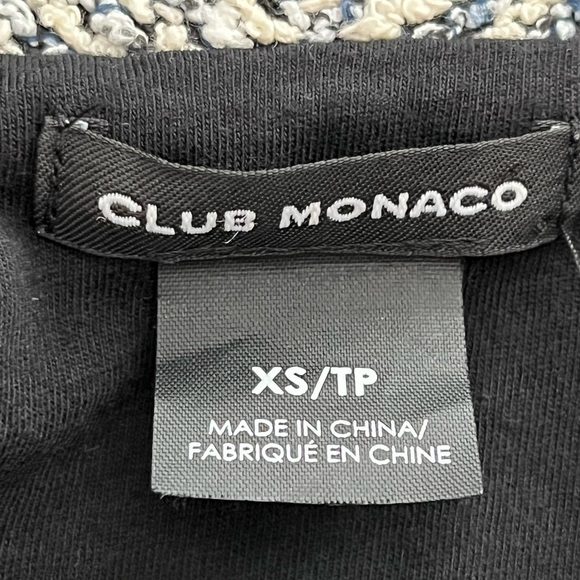 CLUB MONACO
XS/TP
MADE IN CHINA/
FABRIQUÉ EN CHINE